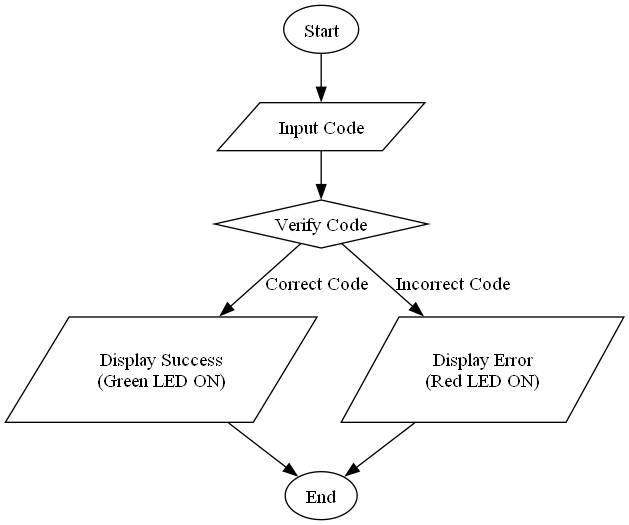 Start
Input Code
Verify Code
Correct Code
Incorrect Code
Display Success
(Green LED ON)
Display Error
(Red LED ON)
End